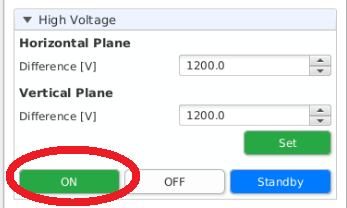 High Voltage
Horizontal Plane
Difference [V] 1200.0
Vertical Plane
Difference [V] 1200.0
Set
ON OFF Standby